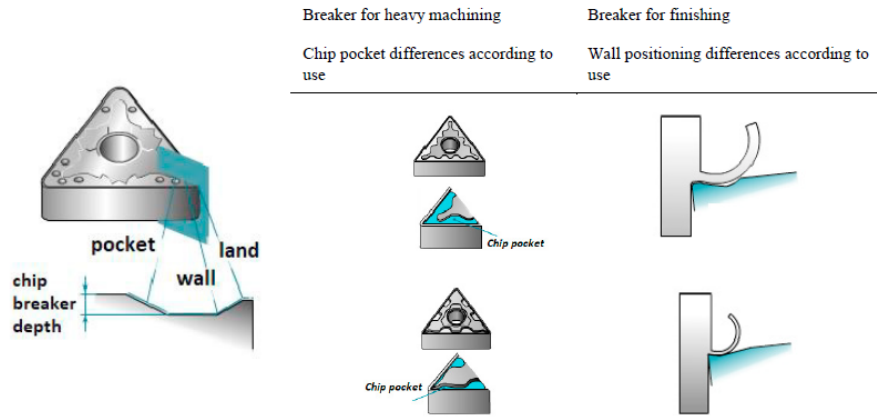 Breaker for heavy machining
Chip pocket differences according to
use
Breaker for finishing
Wall positioning differences according to
use
pocket
land
wall
chip
breaker
depth
Chip pocket
Chip pocket